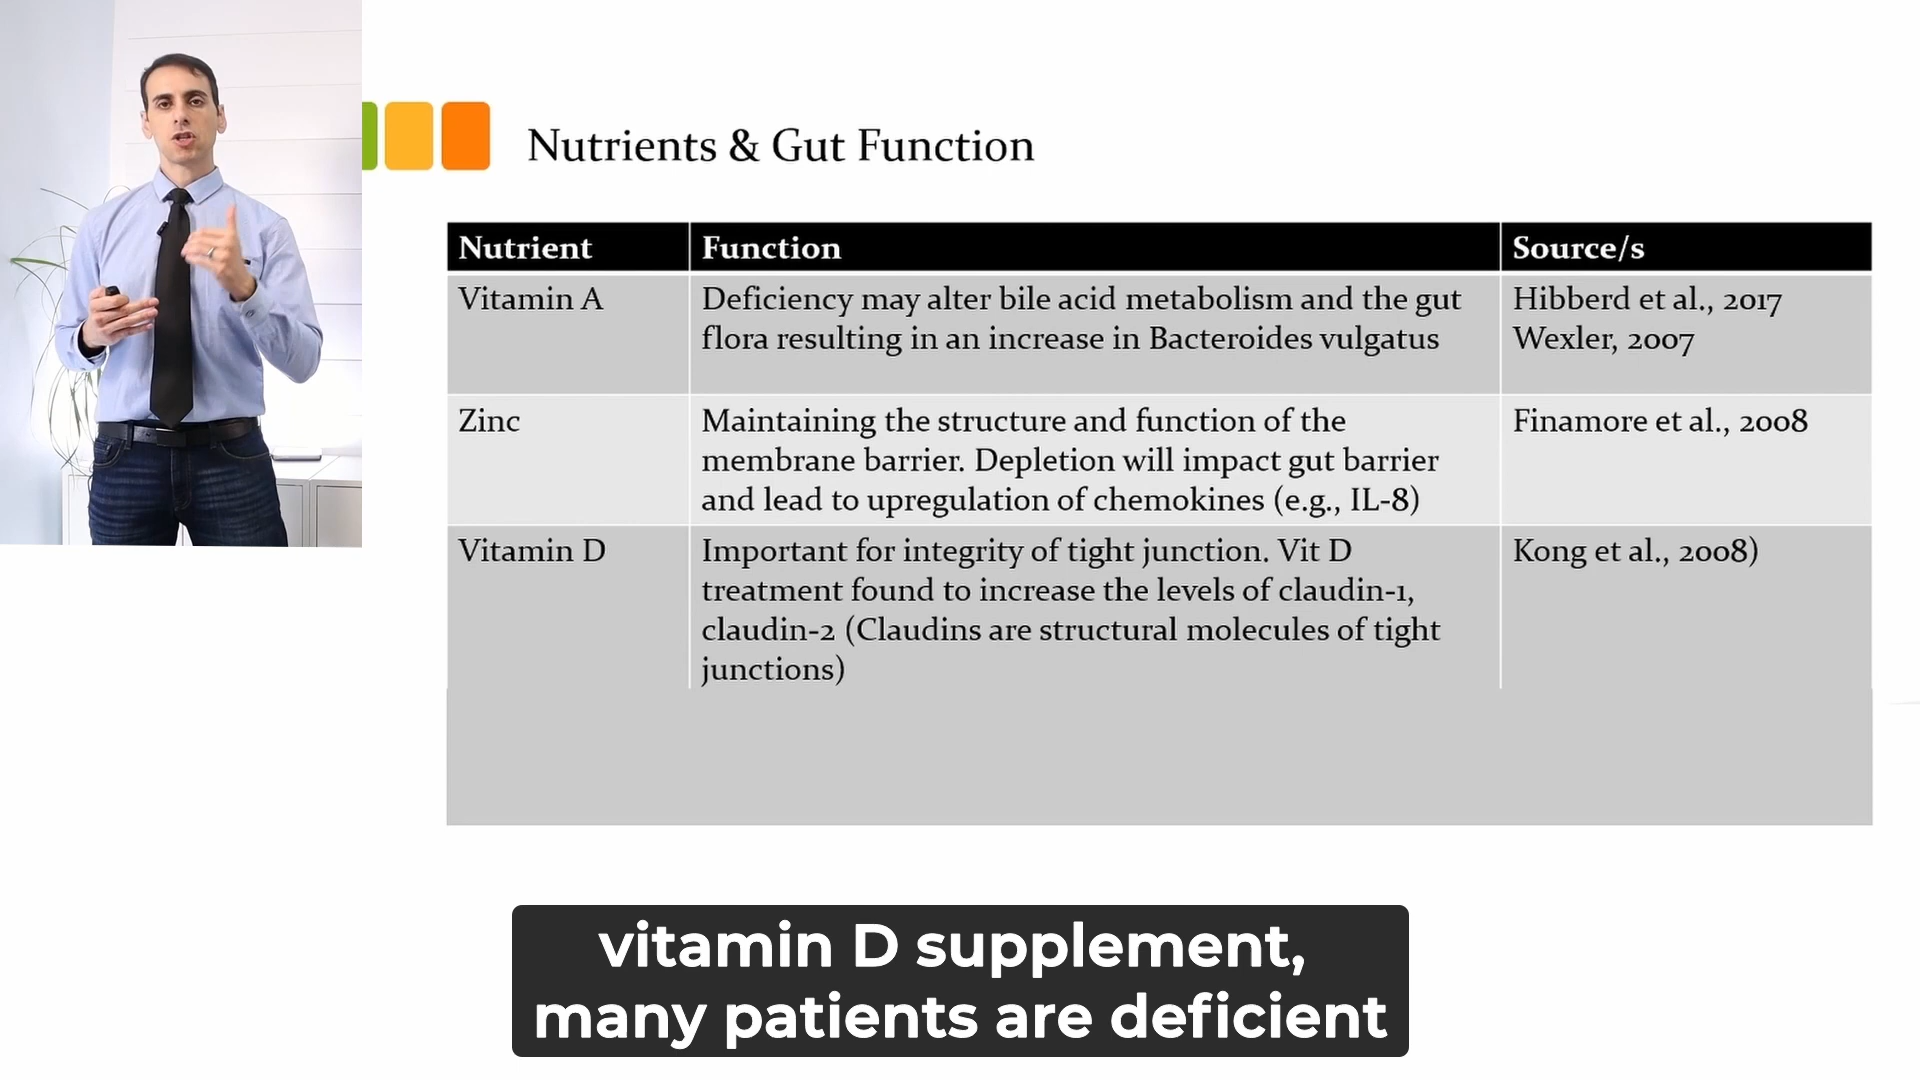 Nutrients & Gut Function
Nutrient Function Source/s
Vitamin A
Deficiency may alter bile acid metabolism and the gut
flora resulting in an increase in Bacteroides vulgatus
Hibberd et al., 2017
Wexler, 2007
Zinc
Maintaining the structure and function of the
membrane barrier. Depletion will impact gut barrier
and lead to upregulation of chemokines (e.g., IL-8)
Finamore et al., 2008
Vitamin D
Important for integrity of tight junction. Vit D
treatment found to increase the levels of claudin-1,
claudin-2 (Claudins are structural molecules of tight
junctions)
Kong et al., 2008)
vitamin D supplement,
many patients are deficient